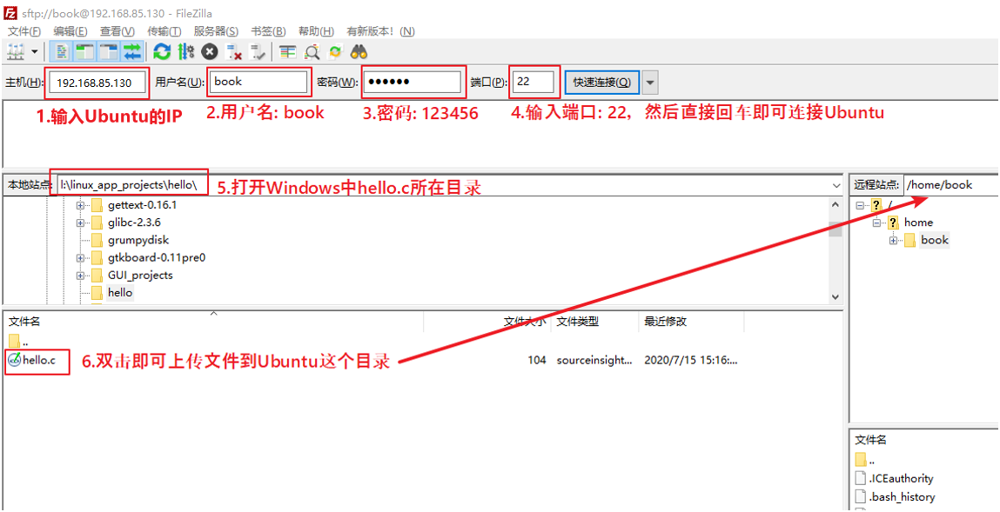 sftp://book@192.168.85.130 - FileZilla
文件(F) 编辑(E) 查看(V) 传输(T) 服务器(S) 书签(B) 帮助(H) 有新版本! (N)
主机(H): 192.168.85.130 用户名(U): book 密码(W): ●●●●●● 端口(P): 22 快速连接(Q)
1.输入Ubuntu的IP 2.用户名: book 3.密码: 123456 4.输入端口: 22，然后直接回车即可连接Ubuntu
本地站点: I:\linux_app_projects\hello\ 5.打开Windows中hello.c所在目录 远程站点: /home/book
gettext-0.16.1
glibc-2.3.6
grumpydisk
gtkboard-0.11pre0
GUI_projects
hello
? /
? home
book
文件名 文件大小 文件类型 最近修改
..
hello.c 6.双击即可上传文件到Ubuntu这个目录 104 sourceinsight... 2020/7/15 15:16:...
文件名
..
.ICEauthority
.bash_history